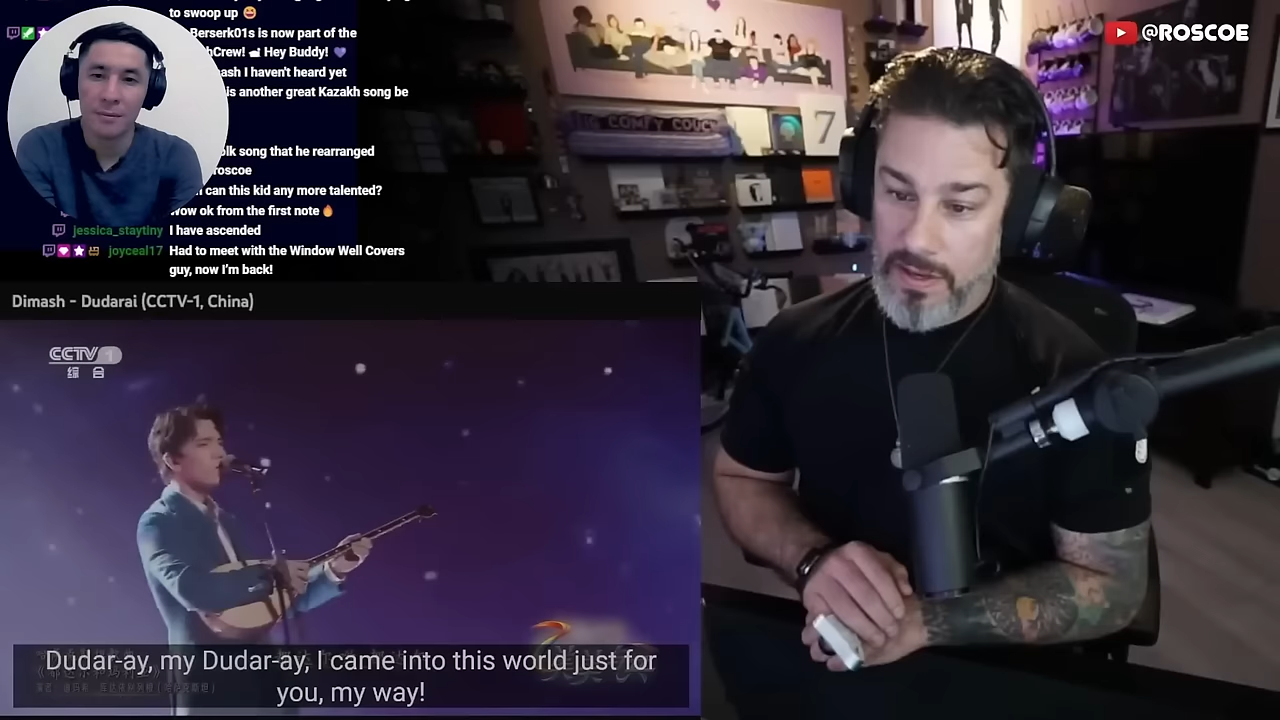 to swoop up
Berserk01s is now part of the
hCrew! Hey Buddy!
ash I haven't heard yet
is another great Kazakh song be
olk song that he rearranged
roscoe
can this kid any more talented?
Wow ok from the first note
jessica_staytiny I have ascended
joyceal17 Had to meet with the Window Well Covers
guy, now I'm back!
@ROSCOE
THIS COMFY COUCH
7
Dimash - Dudarai (CCTV-1, China)
CCTV 1
综合
Dudar-ay, my Dudar-ay, I came into this world just for
you, my way!